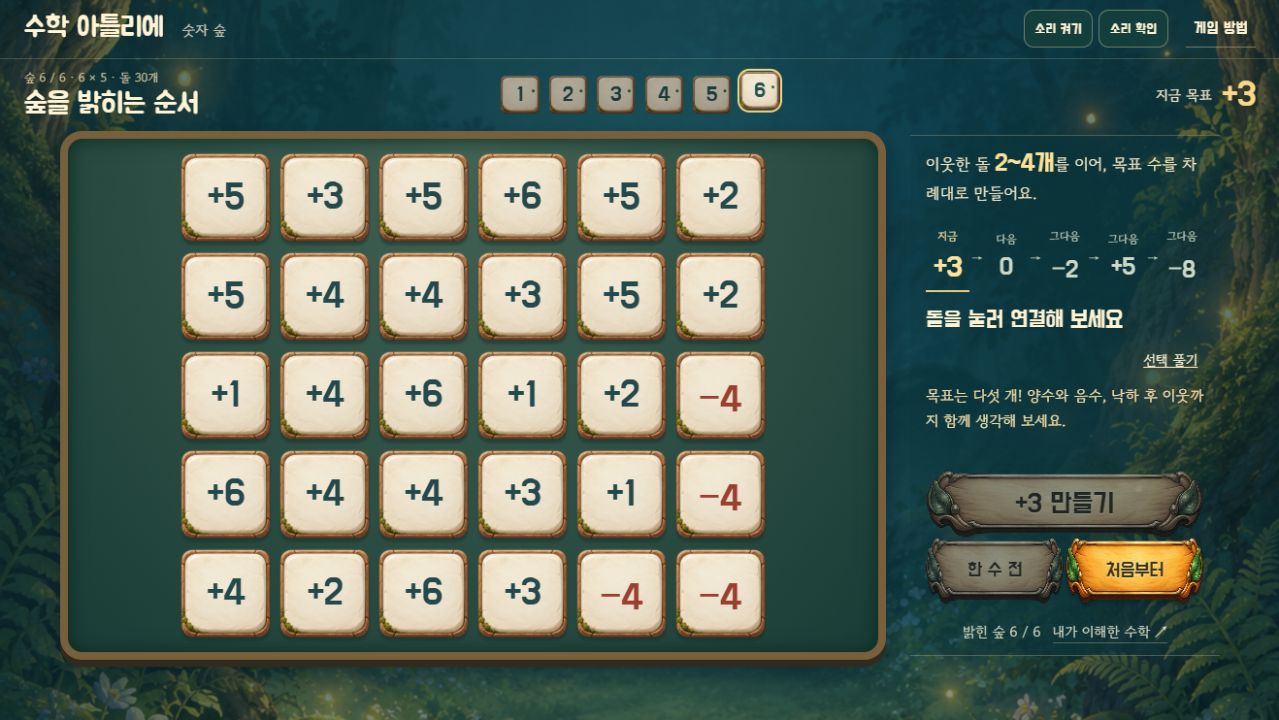 수학 아틀리에 숫자 숲 소리 켜기 소리 확인 게임 방법
숲 6 / 6 · 6 × 5 · 돌 30개
숲을 밝히는 순서
1 2 3 4 5 6
지금 목표 +3
+5 +3 +5 +6 +5 +2
+5 +4 +4 +3 +5 +2
+1 +4 +6 +1 +2 −4
+6 +4 +4 +3 +1 −4
+4 +2 +6 +3 −4 −4
이웃한 돌 2~4개를 이어, 목표 수를 차
례대로 만들어요.
지금 다음 그다음 그다음 그다음
+3 → 0 → −2 → +5 → −8
돌을 눌러 연결해 보세요
선택 풀기
목표는 다섯 개! 양수와 음수, 낙하 후 이웃까
지 함께 생각해 보세요.
+3 만들기
한 수 전 처음부터
밝힌 숲 6 / 6 내가 이해한 수학 ↗